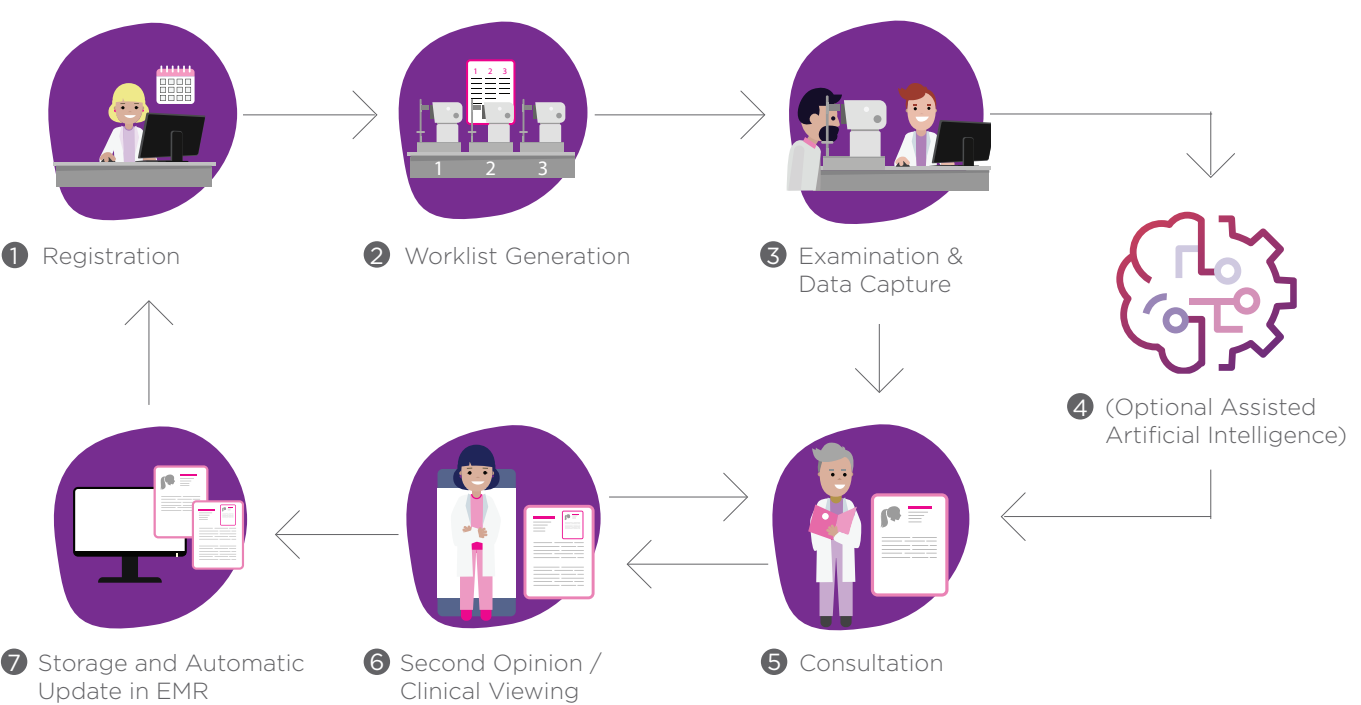 1 2 3
1 2 3
1 Registration
2 Worklist Generation
3 Examination &
Data Capture
4 (Optional Assisted
Artificial Intelligence)
5 Consultation
6 Second Opinion /
Clinical Viewing
7 Storage and Automatic
Update in EMR